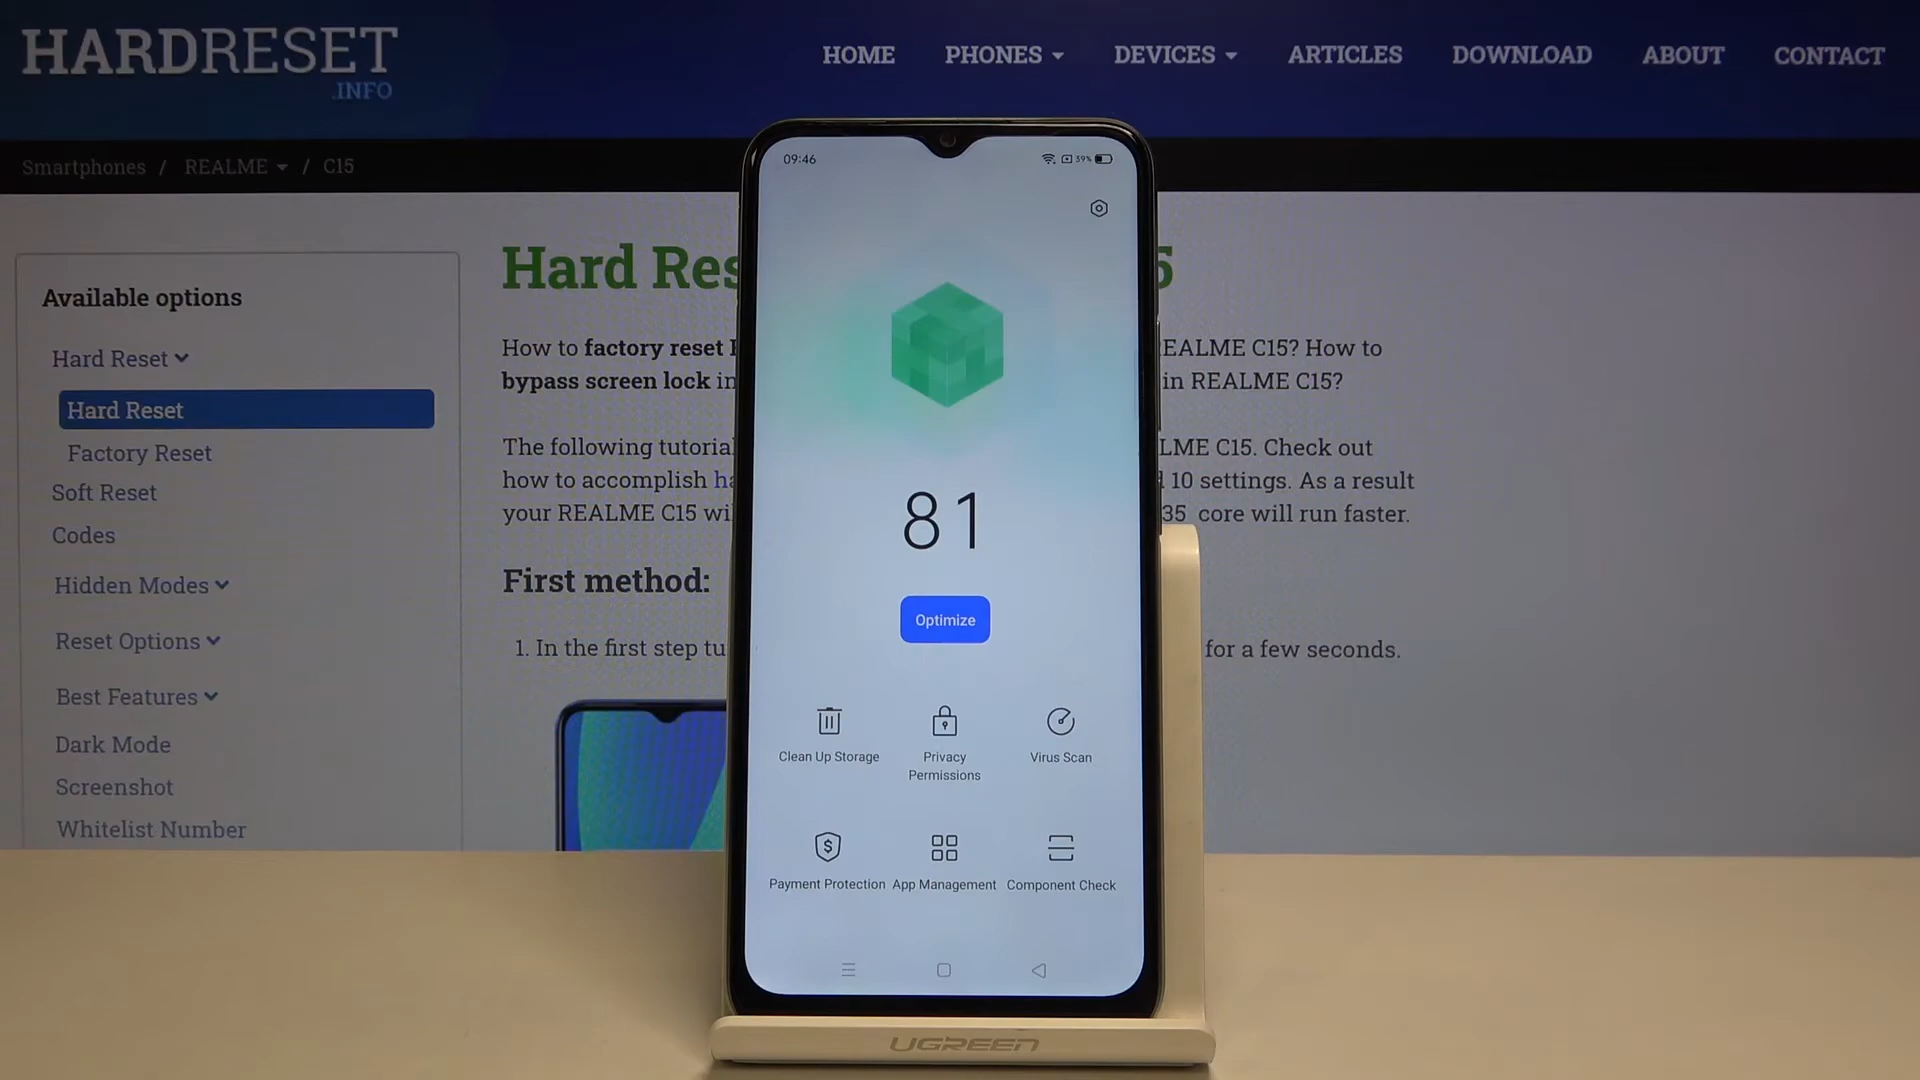 HARDRESET
.INFO
HOME PHONES DEVICES ARTICLES DOWNLOAD ABOUT CONTACT
Smartphones / REALME / C15
Available options
Hard Reset
Hard Reset
Factory Reset
Soft Reset
Codes
Hidden Modes
Reset Options
Best Features
Dark Mode
Screenshot
Whitelist Number
Hard Res 5
How to factory reset EALME C15? How to
bypass screen lock in in REALME C15?
The following tutoria LME C15. Check out
how to accomplish ha 10 settings. As a result
your REALME C15 wi 35 core will run faster.
First method:
1. In the first step tu for a few seconds.
09:46 39%
81
Optimize
Clean Up Storage
Privacy Permissions
Virus Scan
Payment Protection
App Management
Component Check
UGREEN